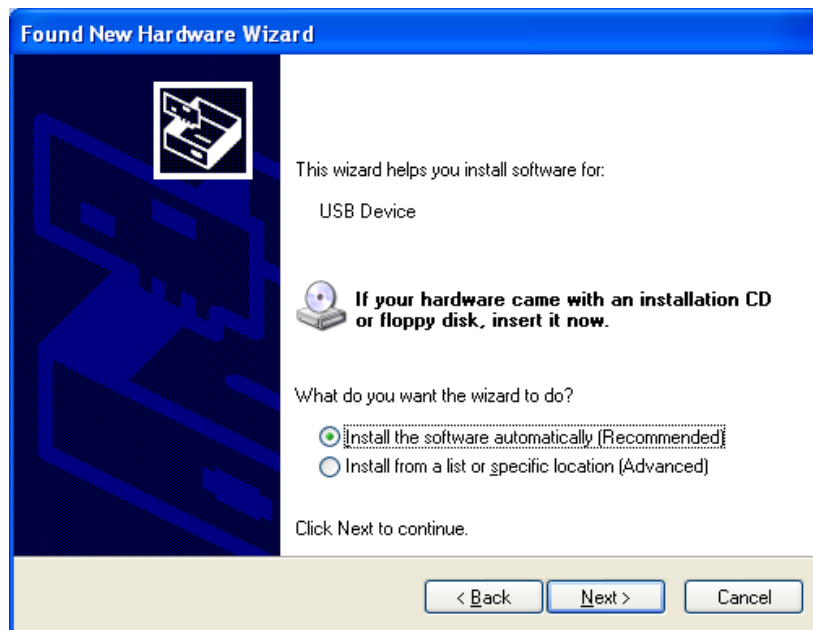 Found New Hardware Wizard
This wizard helps you install software for:
USB Device
If your hardware came with an installation CD
or floppy disk, insert it now.
What do you want the wizard to do?
Install the software automatically (Recommended)
Install from a list or specific location (Advanced)
Click Next to continue.
< Back
Next >
Cancel